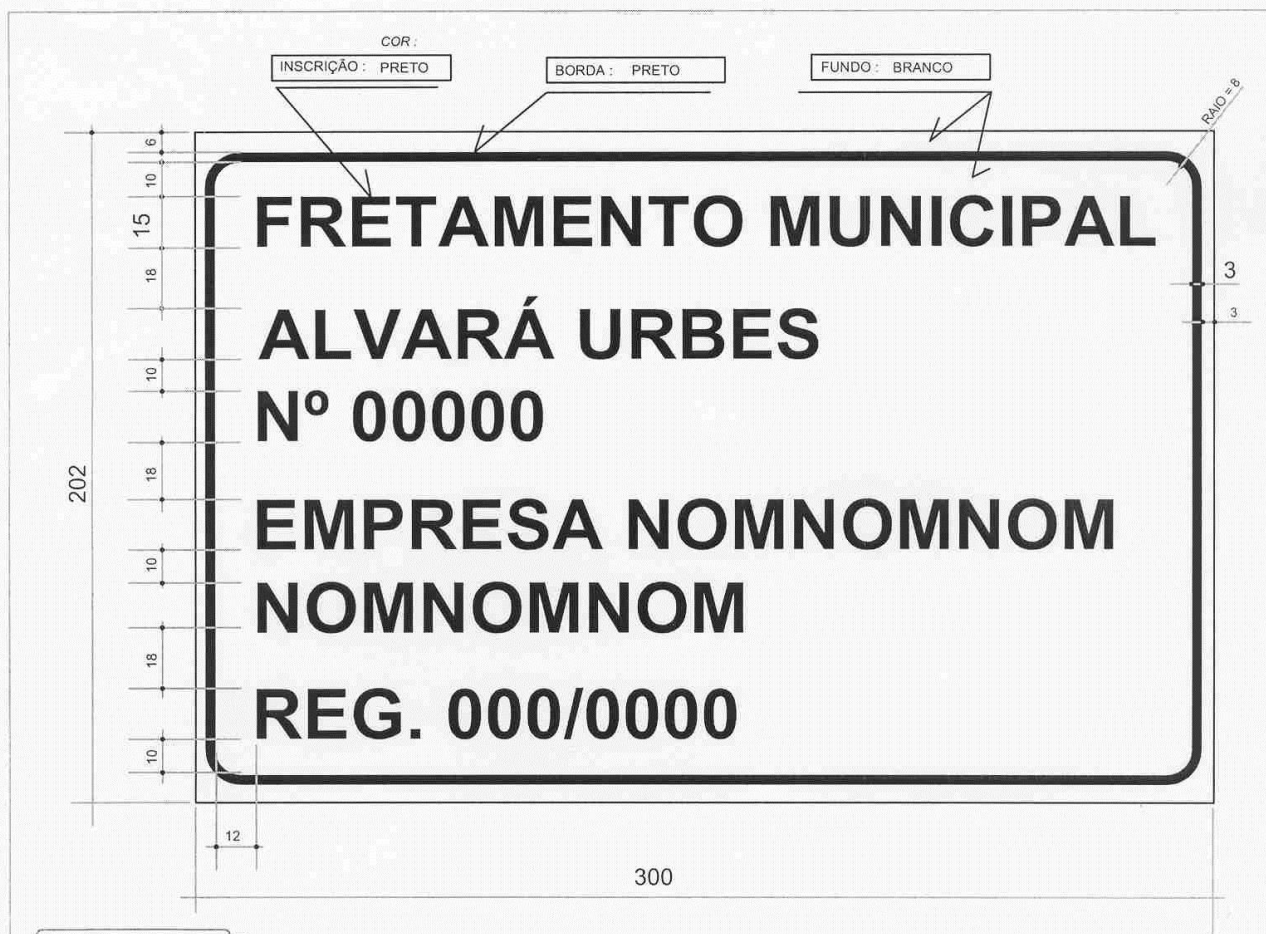 COR :
INSCRIÇÃO : PRETO
BORDA : PRETO
FUNDO : BRANCO
RAIO = 8
6
10
15
18
10
18
10
18
10
202
FRETAMENTO MUNICIPAL
ALVARÁ URBES
Nº 00000
EMPRESA NOMNOMNOM
NOMNOMNOM
REG. 000/0000
3
3
12
300